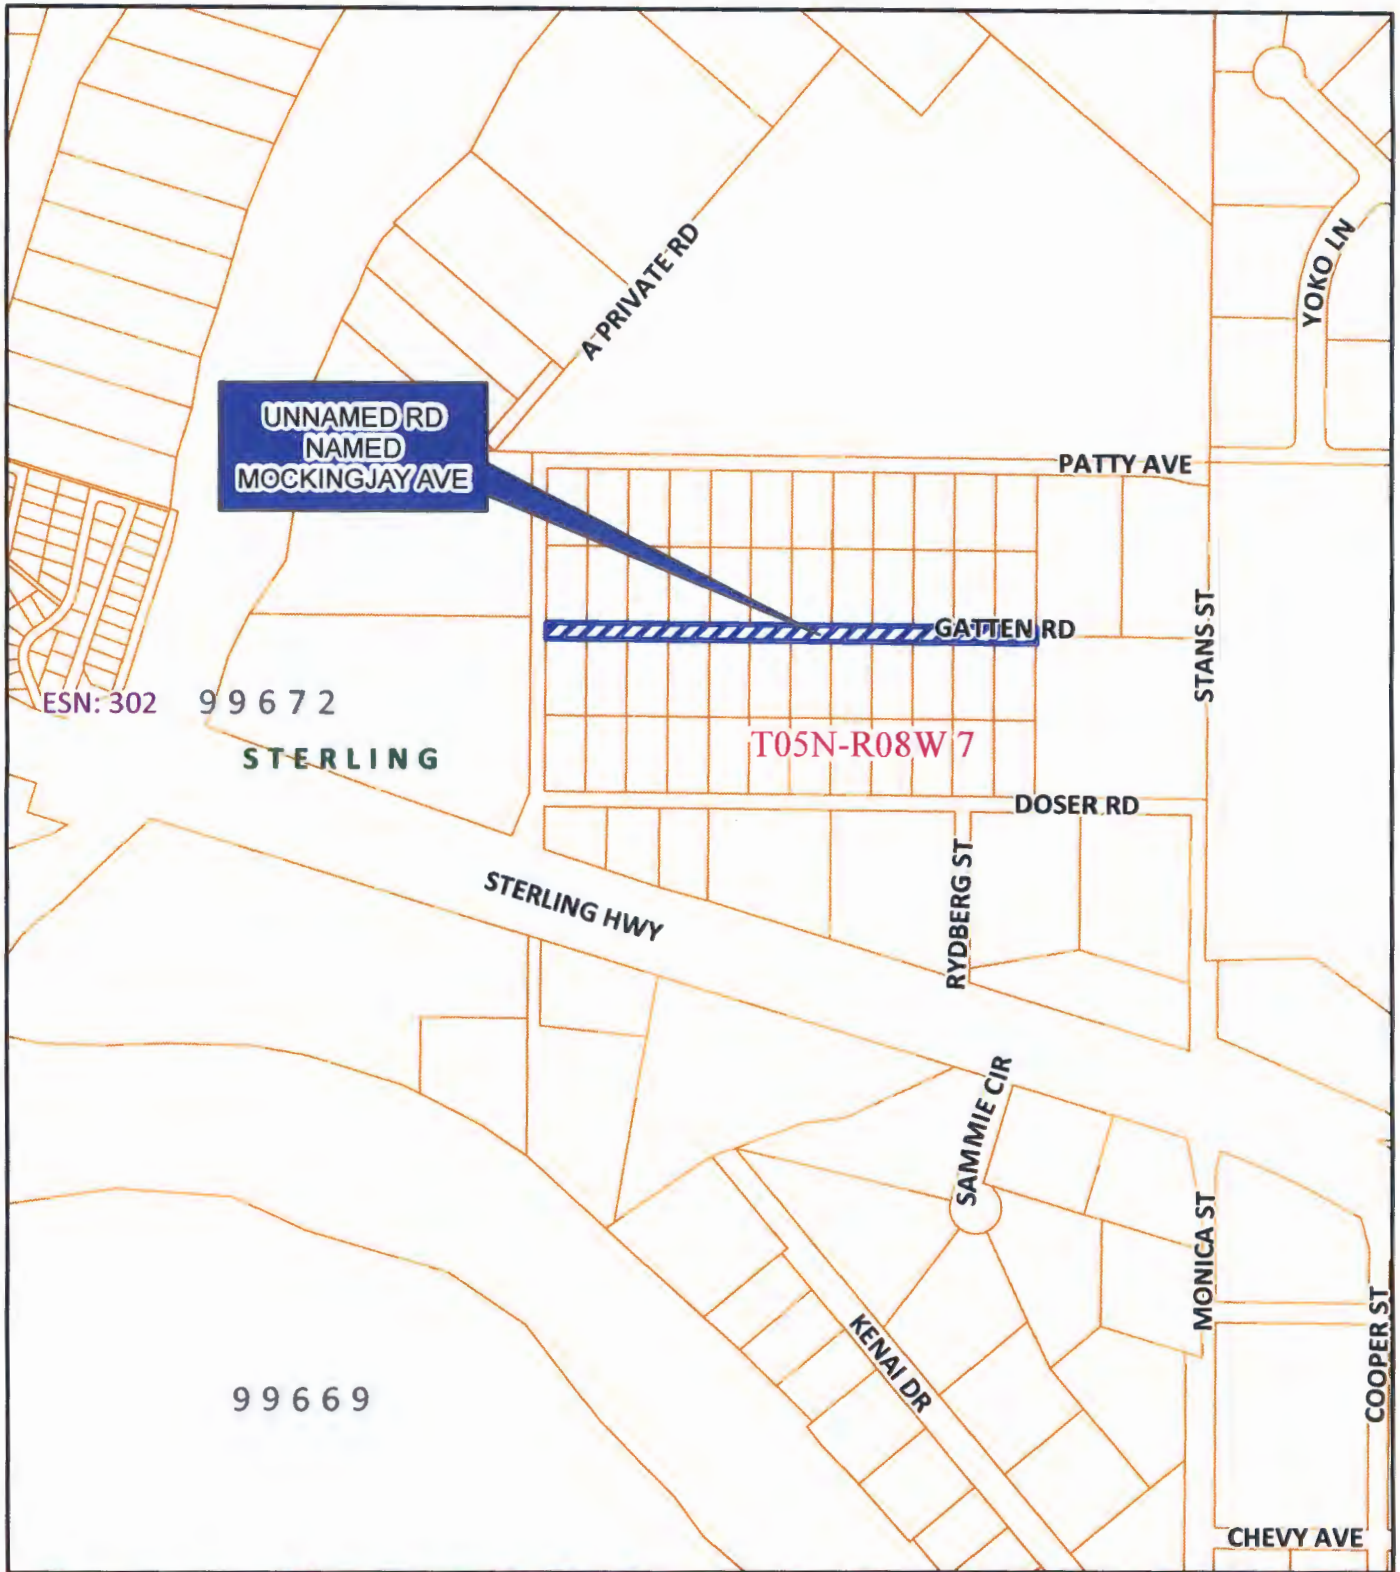 YOKO LN
A PRIVATE RD
UNNAMED RD
NAMED
MOCKINGJAY AVE
PATTY AVE
GATTEN RD
STANS ST
ESN: 302
99672
STERLING
T05N-R08W 7
DOSER RD
RYDBERG ST
STERLING HWY
SAMMIE CIR
MONICA ST
COOPER ST
KENAI DR
99669
CHEVY AVE